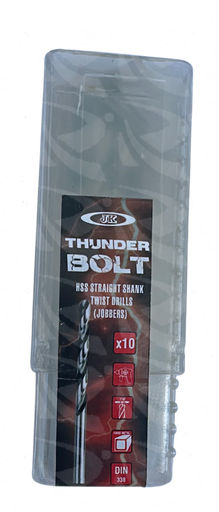 JK
THUNDER
BOLT
HSS STRAIGHT SHANK
TWIST DRILLS
(JOBBERS)
x10
DIN
338